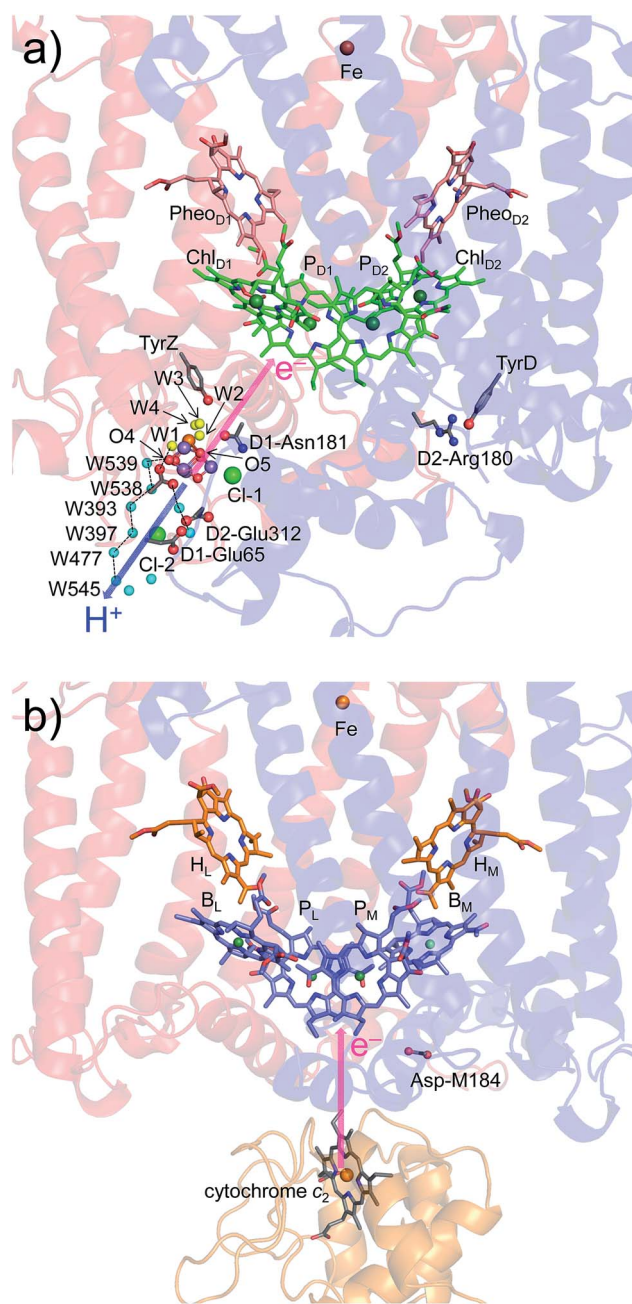 a)
Fe
PheoD1
PheoD2
ChlD1
PD1
PD2
ChlD2
TyrZ
e−
TyrD
W3
W4
W2
W1
O4
D1-Asn181
O5
D2-Arg180
W539
W538
Cl-1
W393
W397
D2-Glu312
D1-Glu65
W477
Cl-2
W545
H+
b)
Fe
HL
HM
BL
PL
PM
BM
e−
Asp-M184
cytochrome c2